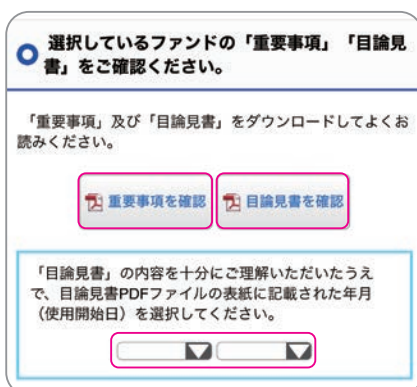 選択しているファンドの「重要事項」「目論見
書」をご確認ください。
「重要事項」及び「目論見書」をダウンロードしてよくお
読みください。
重要事項を確認 目論見書を確認
「目論見書」の内容を十分にご理解いただいたうえ
で、目論見書PDFファイルの表紙に記載された年月
（使用開始日）を選択してください。